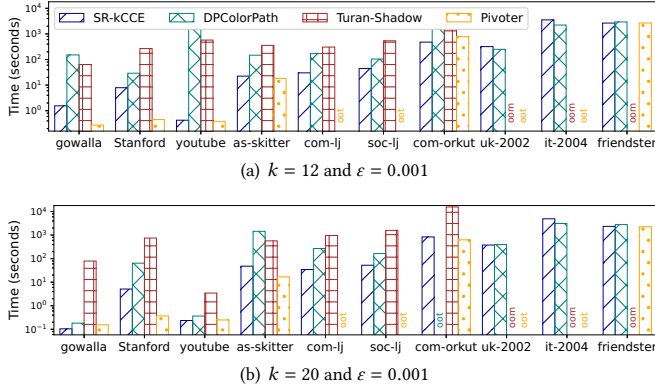 SR-kCCE DPColorPath Turan-Shadow Pivoter
Time (seconds)
10⁴
10³
10²
10¹
10⁰
oot
oot
oom
oot
oom
oot
oom
gowalla Stanford youtube as-skitter com-lj soc-lj com-orkut uk-2002 it-2004 friendster
(a) k = 12 and ε = 0.001
Time (seconds)
10⁴
10³
10²
10¹
10⁰
10⁻¹
oot
oot
oot
oom
oot
oom
oot
oom
gowalla Stanford youtube as-skitter com-lj soc-lj com-orkut uk-2002 it-2004 friendster
(b) k = 20 and ε = 0.001